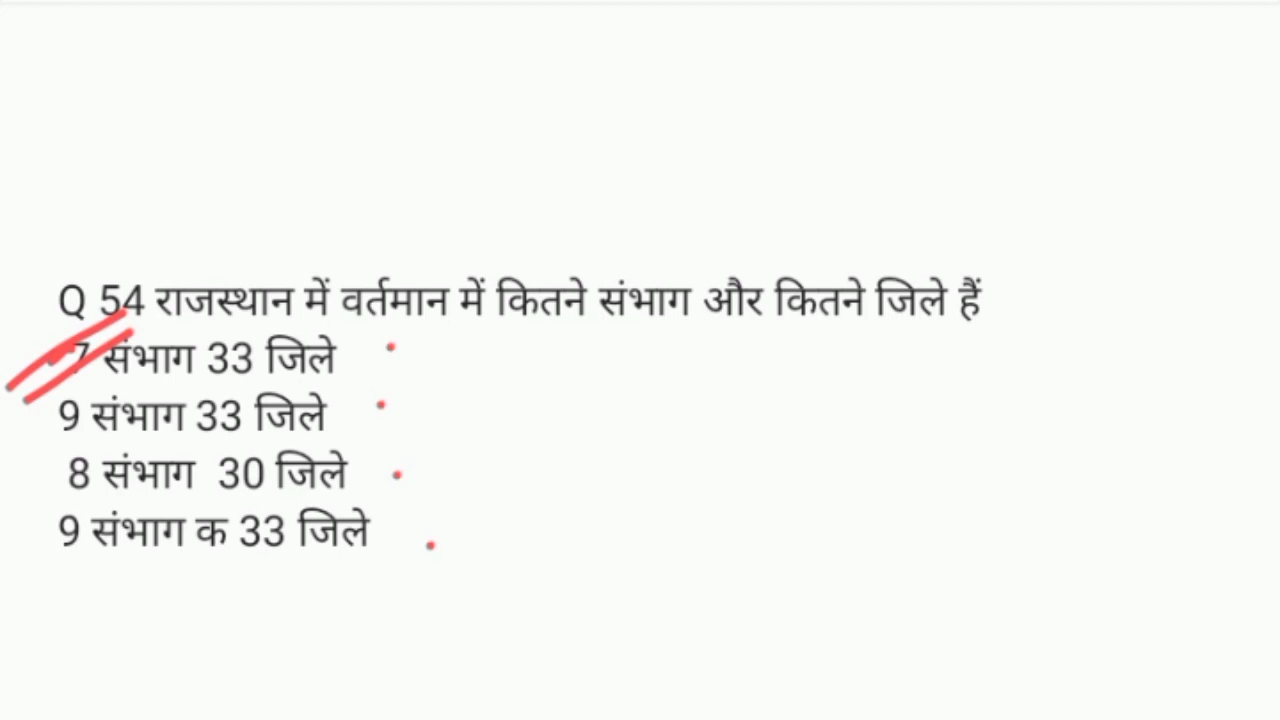 Q 54 राजस्थान में वर्तमान में कितने संभाग और कितने जिले हैं
7 संभाग 33 जिले
9 संभाग 33 जिले
8 संभाग 30 जिले
9 संभाग क 33 जिले